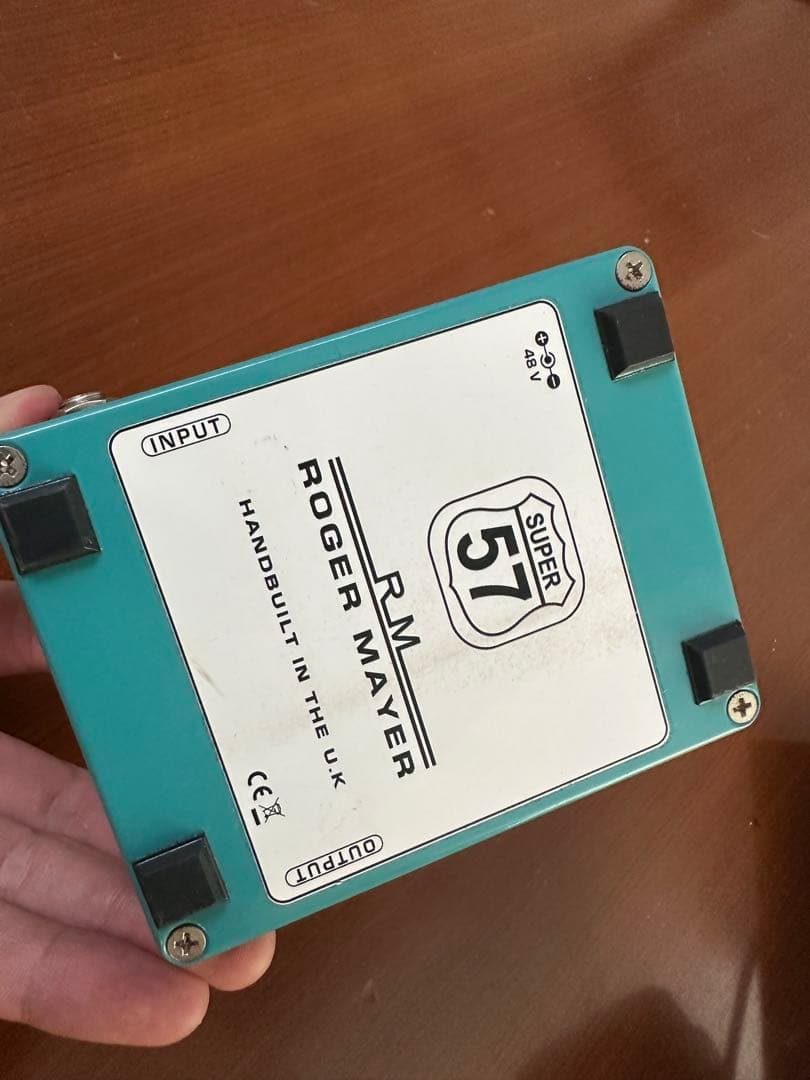 + -
48 V
SUPER
57
RM
ROGER MAYER
HANDBUILT IN THE U.K
INPUT
OUTPUT
CE